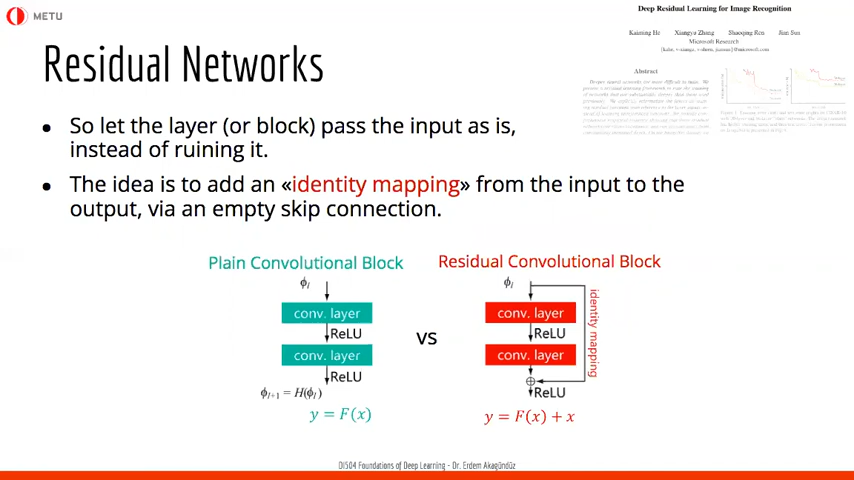 METU
Deep Residual Learning for Image Recognition
Kaiming He Xiangyu Zhang Shaoqing Ren Jian Sun
Microsoft Research
Abstract
Residual Networks
● So let the layer (or block) pass the input as is,
instead of ruining it.
● The idea is to add an «identity mapping» from the input to the
output, via an empty skip connection.
Plain Convolutional Block
ϕl
conv. layer
ReLU
conv. layer
ReLU
ϕl+1 = H(ϕl)
y = F(x)
vs
Residual Convolutional Block
ϕl
conv. layer
ReLU
conv. layer
ReLU
identity mapping
y = F(x) + x
DI504 Foundations of Deep Learning - Dr. Erdem Akagündüz